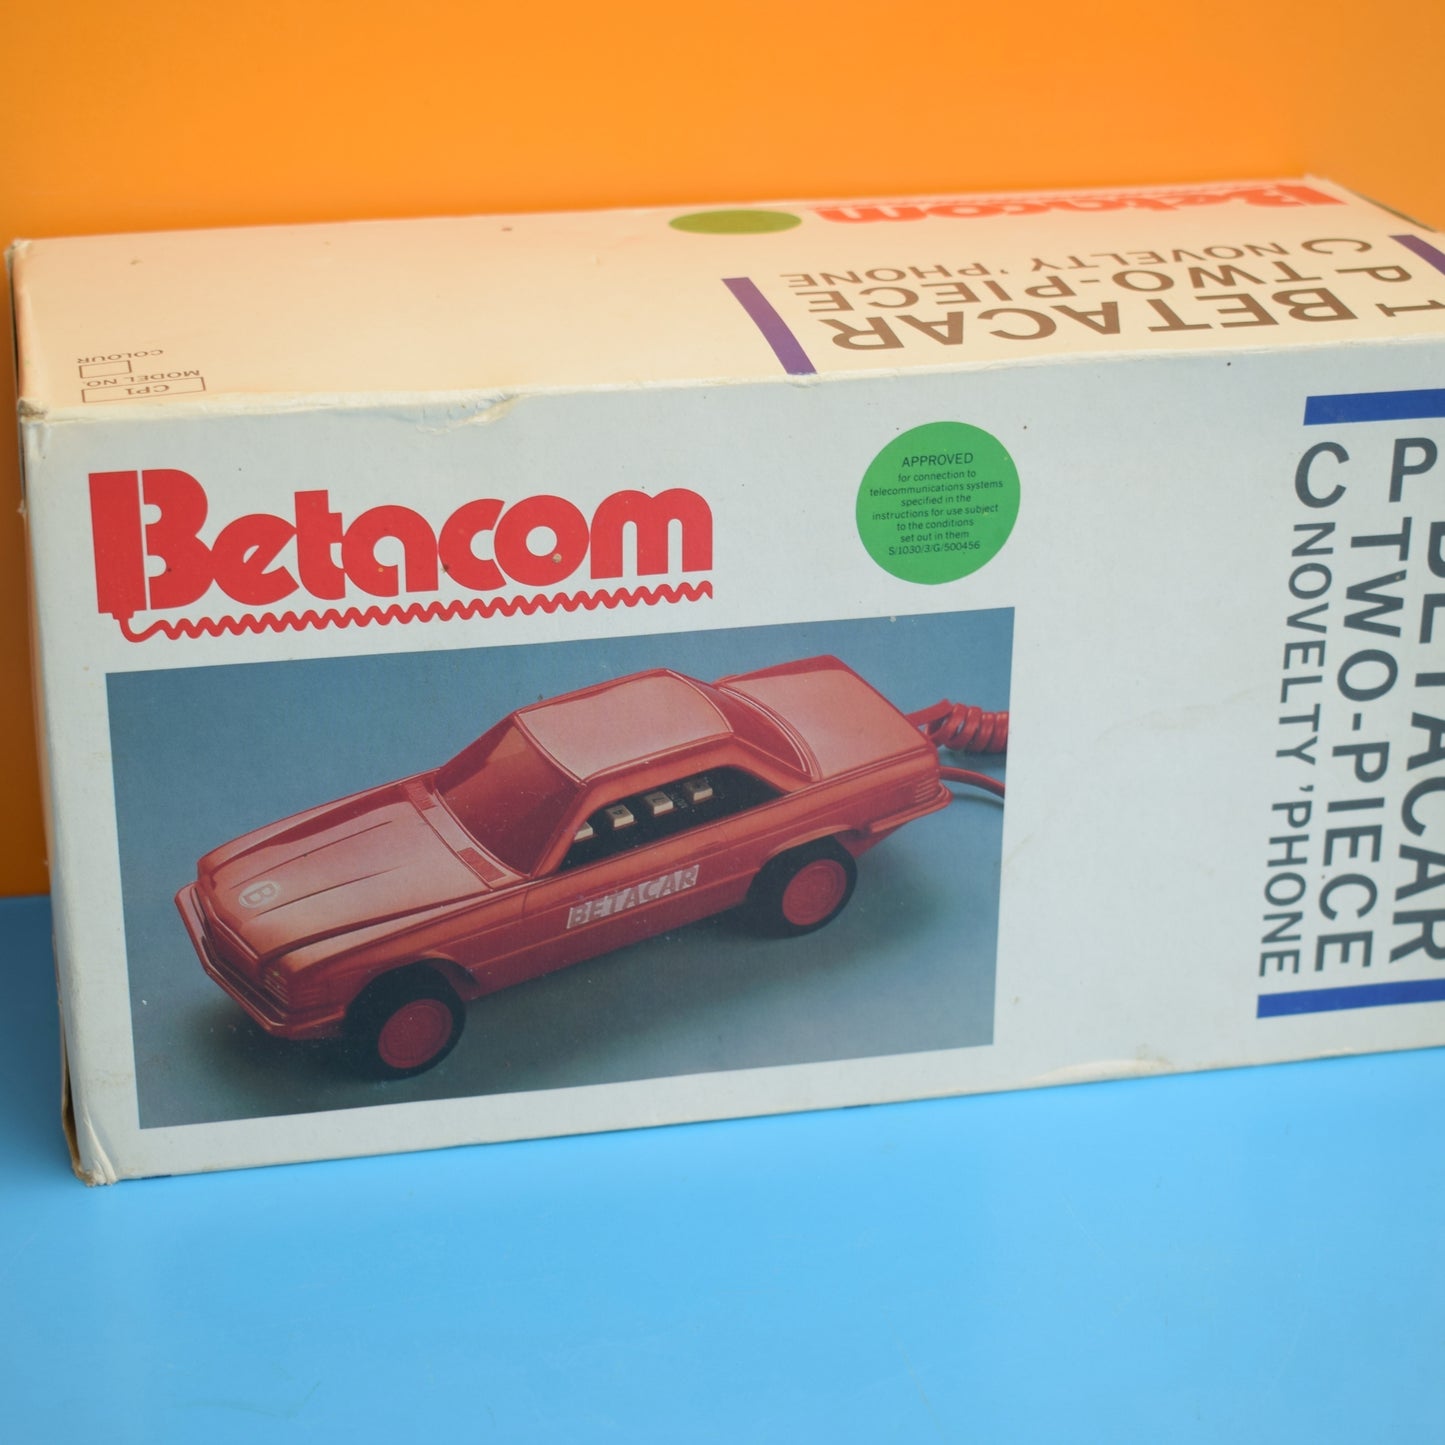 Betacom
BETACAR
TWO-PIECE
NOVELTY 'PHONE
C P 1
COLOUR
MODEL NO.
CP1
Betacom
APPROVED
for connection to
telecommunications systems
specified in the
instructions for use subject
to the conditions
set out in them
S/1030/3/G/500456
B
BETACAR
C P
BETACAR
TWO-PIECE
NOVELTY 'PHONE